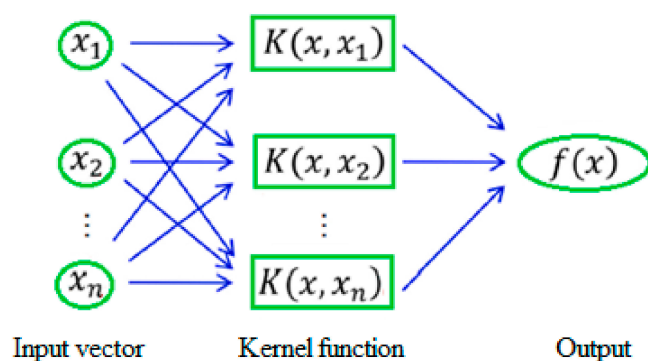 x₁ K(x, x₁)
x₂ K(x, x₂) f(x)
⋮ ⋮
xₙ K(x, xₙ)
Input vector Kernel function Output